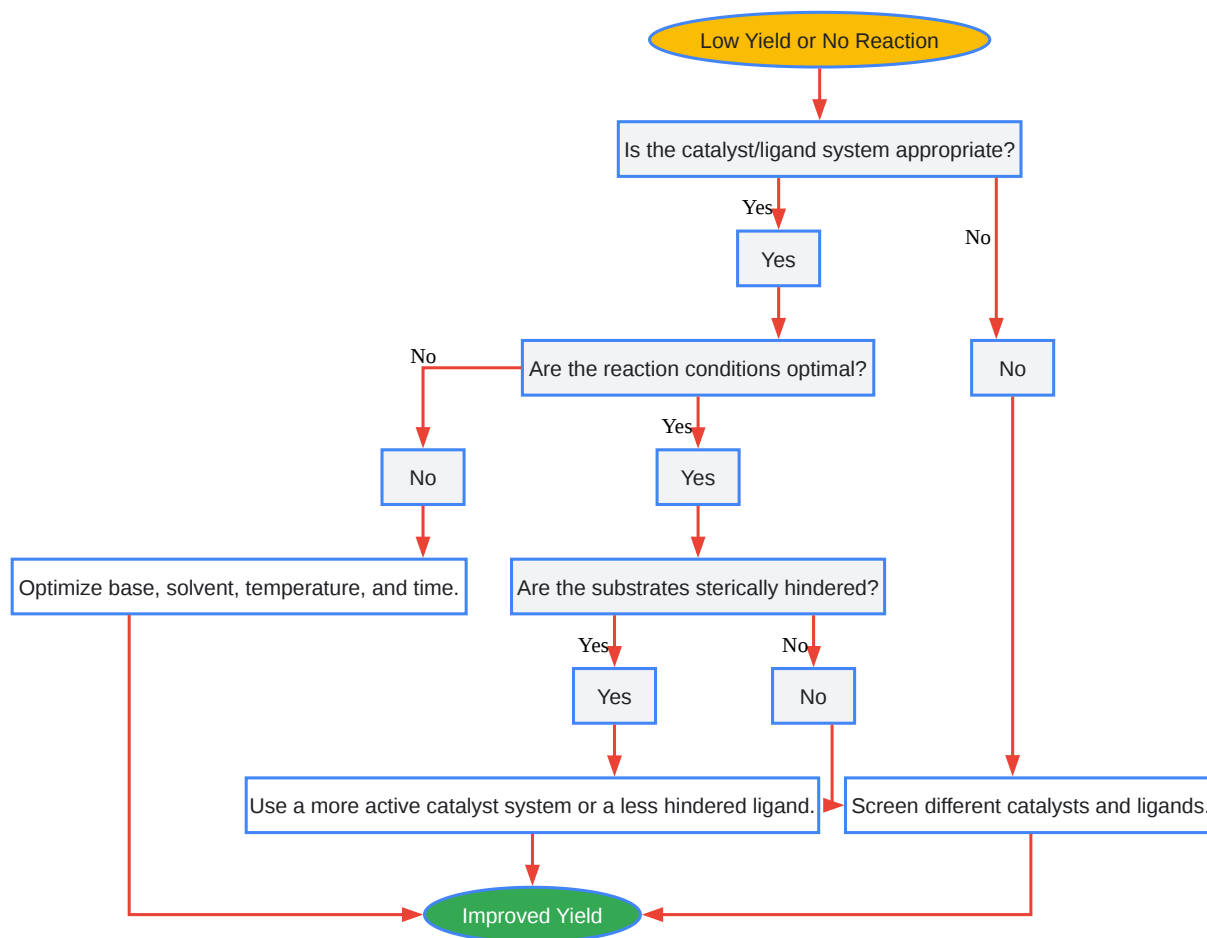 Low Yield or No Reaction
Is the catalyst/ligand system appropriate?
Yes
No
Yes
No
Are the reaction conditions optimal?
No
Yes
No
Yes
Optimize base, solvent, temperature, and time.
Are the substrates sterically hindered?
Yes
No
Yes
No
Use a more active catalyst system or a less hindered ligand.
Screen different catalysts and ligands.
Improved Yield